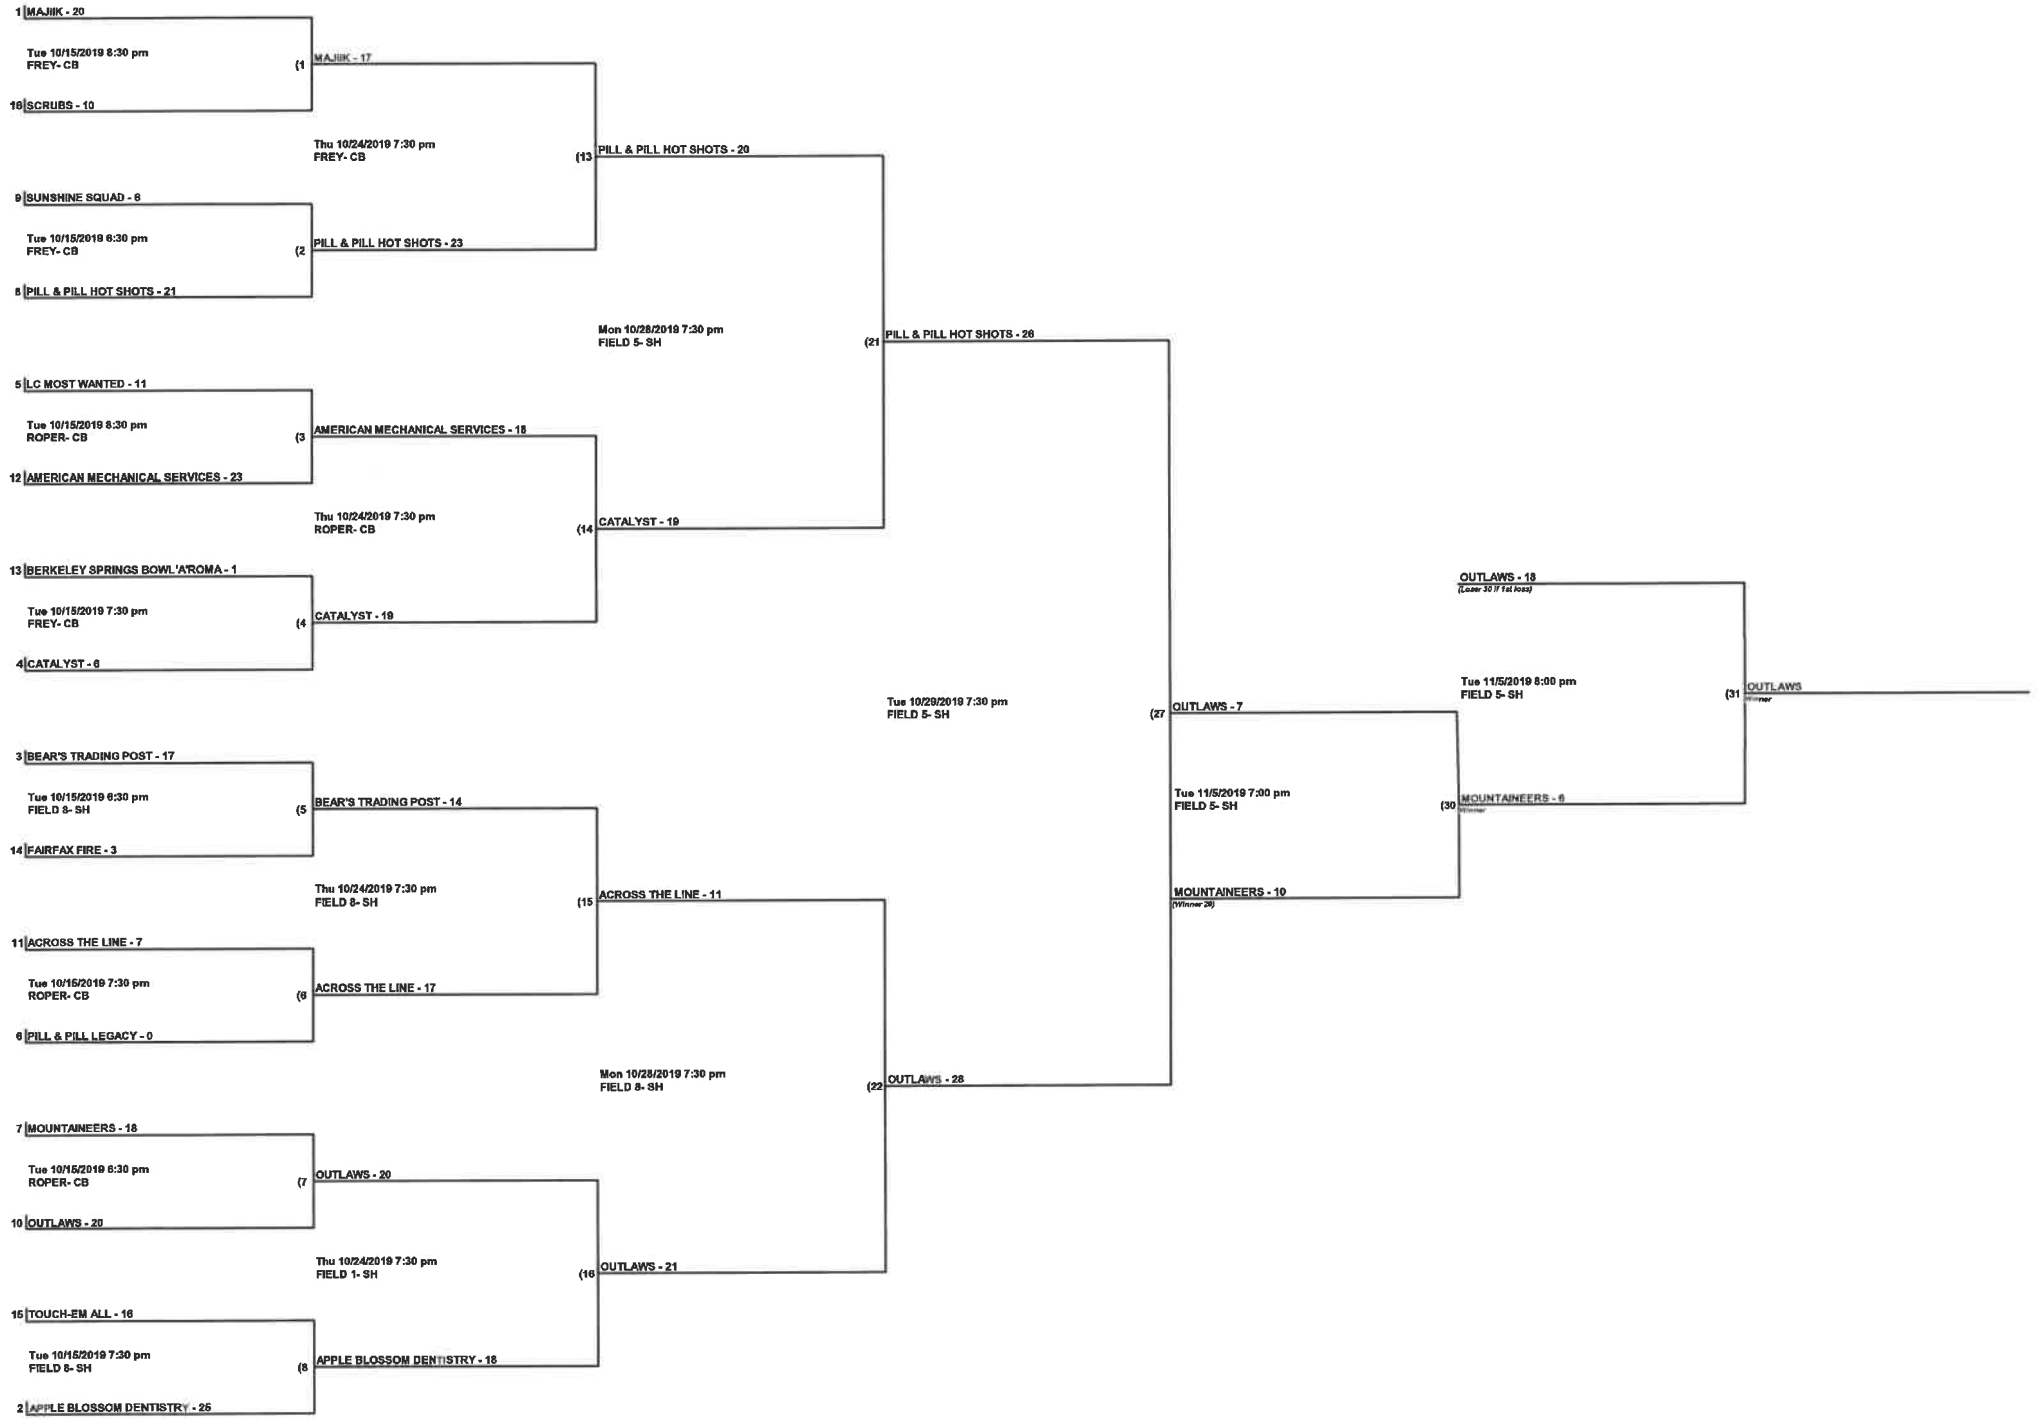 1 MAJIIK - 20
Tue 10/15/2019 8:30 pm
FREY- CB
(1
MAJIIK - 17
16 SCRUBS - 10
Thu 10/24/2019 7:30 pm
FREY- CB
(13
PILL & PILL HOT SHOTS - 20
9 SUNSHINE SQUAD - 6
Tue 10/15/2019 6:30 pm
FREY- CB
(2
PILL & PILL HOT SHOTS - 23
8 PILL & PILL HOT SHOTS - 21
Mon 10/28/2019 7:30 pm
FIELD 5- SH
(21
PILL & PILL HOT SHOTS - 26
5 LC MOST WANTED - 11
Tue 10/15/2019 8:30 pm
ROPER- CB
(3
AMERICAN MECHANICAL SERVICES - 18
12 AMERICAN MECHANICAL SERVICES - 23
Thu 10/24/2019 7:30 pm
ROPER- CB
(14
CATALYST - 19
13 BERKELEY SPRINGS BOWL'A'ROMA - 1
Tue 10/15/2019 7:30 pm
FREY- CB
(4
CATALYST - 19
4 CATALYST - 6
OUTLAWS - 18
(Loser 30 if 1st loss)
Tue 10/29/2019 7:30 pm
FIELD 5- SH
(27
OUTLAWS - 7
Tue 11/5/2019 8:00 pm
FIELD 5- SH
(31
OUTLAWS
Winner
3 BEAR'S TRADING POST - 17
Tue 10/15/2019 6:30 pm
FIELD 8- SH
(5
BEAR'S TRADING POST - 14
Tue 11/5/2019 7:00 pm
FIELD 5- SH
(30
MOUNTAINEERS - 6
Winner
14 FAIRFAX FIRE - 3
Thu 10/24/2019 7:30 pm
FIELD 8- SH
(15
ACROSS THE LINE - 11
MOUNTAINEERS - 10
(Winner 29)
11 ACROSS THE LINE - 7
Tue 10/15/2019 7:30 pm
ROPER- CB
(6
ACROSS THE LINE - 17
6 PILL & PILL LEGACY - 0
Mon 10/28/2019 7:30 pm
FIELD 8- SH
(22
OUTLAWS - 28
7 MOUNTAINEERS - 18
Tue 10/15/2019 6:30 pm
ROPER- CB
(7
OUTLAWS - 20
10 OUTLAWS - 20
Thu 10/24/2019 7:30 pm
FIELD 1- SH
(16
OUTLAWS - 21
15 TOUCH-EM ALL - 16
Tue 10/15/2019 7:30 pm
FIELD 8- SH
(8
APPLE BLOSSOM DENTISTRY - 18
2 APPLE BLOSSOM DENTISTRY - 25